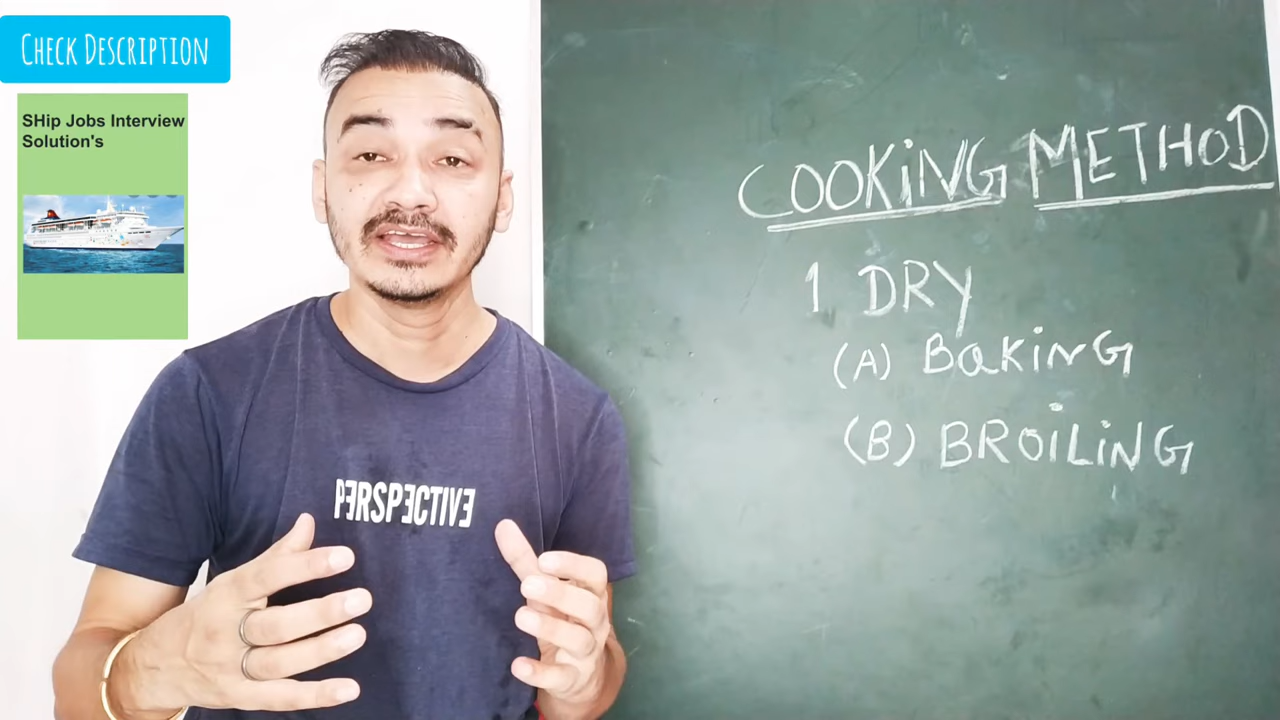 CHECK DESCRIPTION
SHip Jobs Interview
Solution's
COOKiNG METHOD
1 DRY
(A) BaKiNG
(B) BROiLiNG
PERSPECTIVE